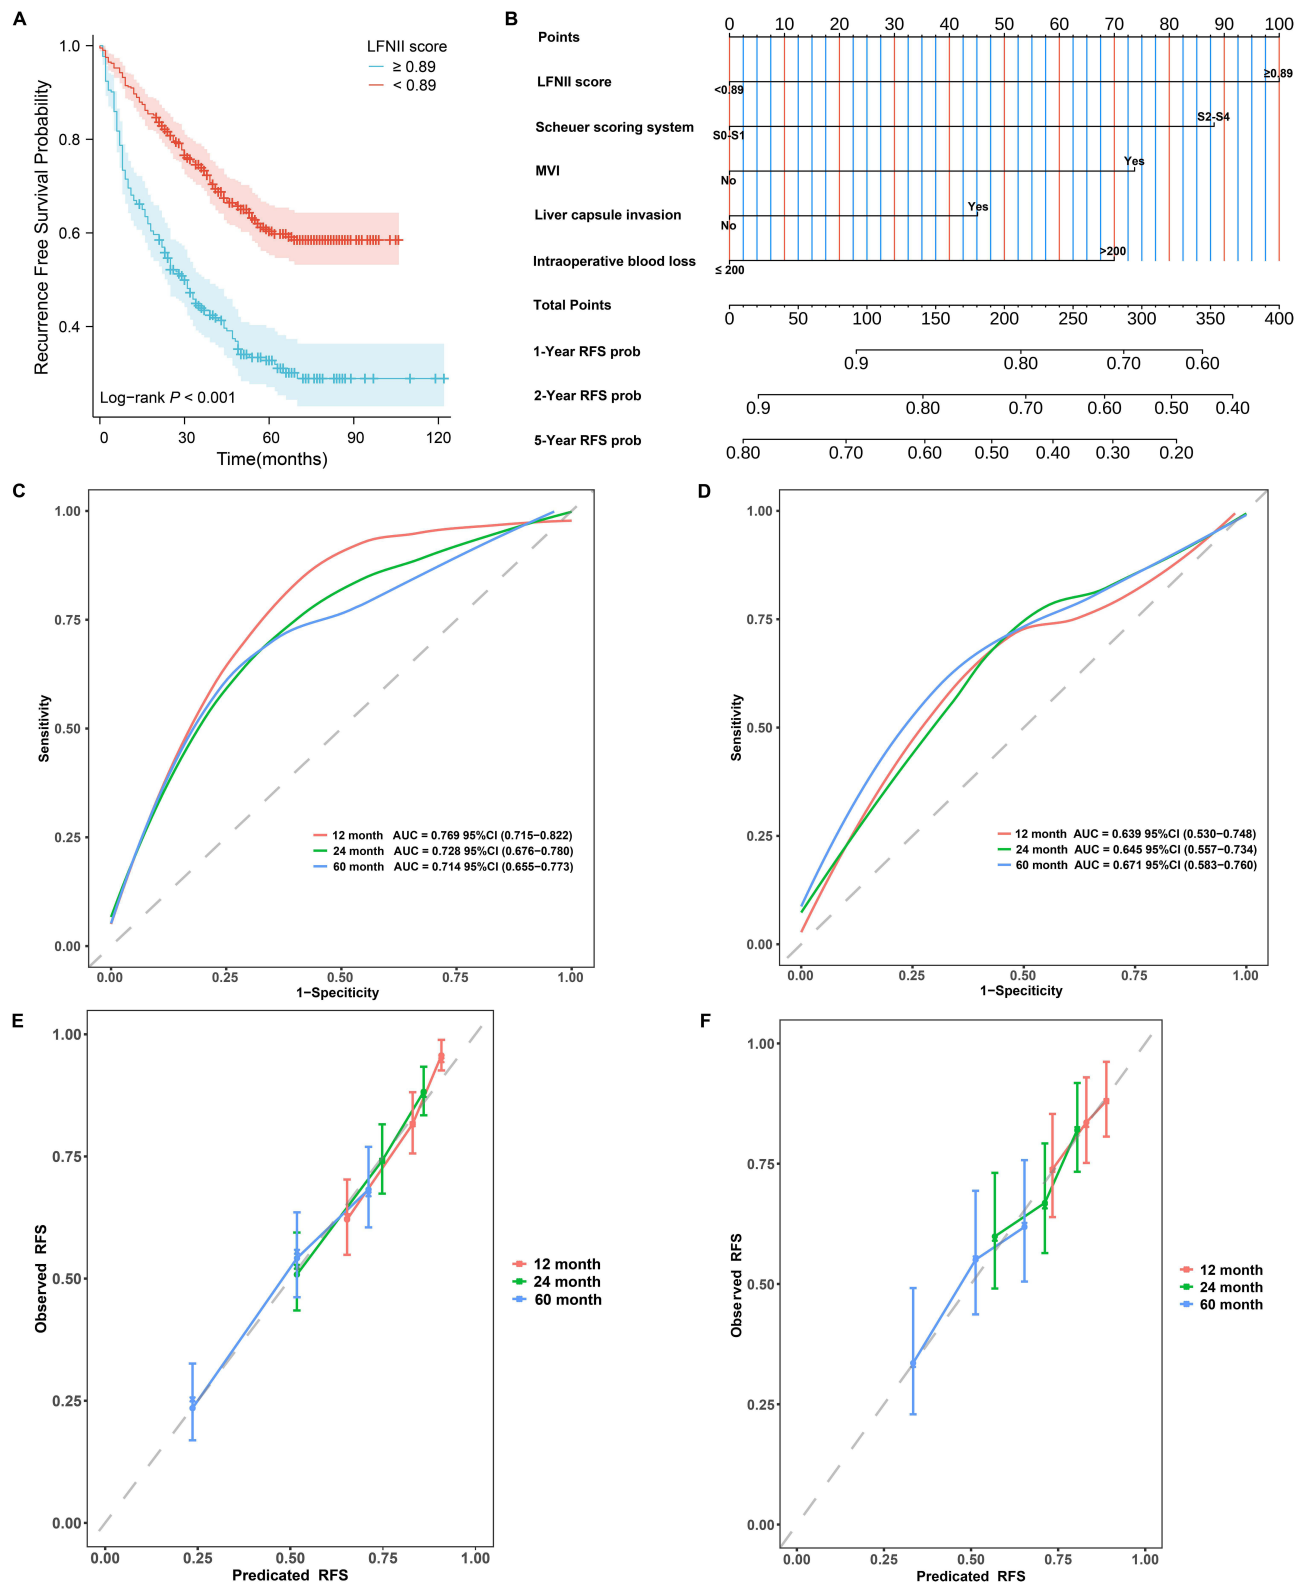 A
LFNII score
≥ 0.89
< 0.89
1.0
0.8
0.6
0.4
Recurrence Free Survival Probability
Log−rank P < 0.001
0 30 60 90 120
Time(months)
B
Points
0 10 20 30 40 50 60 70 80 90 100
LFNII score
<0.89
≥0.89
Scheuer scoring system
S0-S1
S2-S4
MVI
No
Yes
Liver capsule invasion
No
Yes
Intraoperative blood loss
≤ 200
>200
Total Points
0 50 100 150 200 250 300 350 400
1-Year RFS prob
0.9 0.80 0.70 0.60
2-Year RFS prob
0.9 0.80 0.70 0.60 0.50 0.40
5-Year RFS prob
0.80 0.70 0.60 0.50 0.40 0.30 0.20
C
1.00
0.75
0.50
0.25
0.00
Sensitivity
12 month AUC = 0.769 95%CI (0.715−0.822)
24 month AUC = 0.728 95%CI (0.676−0.780)
60 month AUC = 0.714 95%CI (0.655−0.773)
0.00 0.25 0.50 0.75 1.00
1−Speciticity
D
1.00
0.75
0.50
0.25
0.00
Sensitivity
12 month AUC = 0.639 95%CI (0.530−0.748)
24 month AUC = 0.645 95%CI (0.557−0.734)
60 month AUC = 0.671 95%CI (0.583−0.760)
0.00 0.25 0.50 0.75 1.00
1−Speciticity
E
1.00
0.75
0.50
0.25
0.00
Observed RFS
12 month
24 month
60 month
0.00 0.25 0.50 0.75 1.00
Predicated RFS
F
1.00
0.75
0.50
0.25
0.00
Observed RFS
12 month
24 month
60 month
0.00 0.25 0.50 0.75 1.00
Predicated RFS